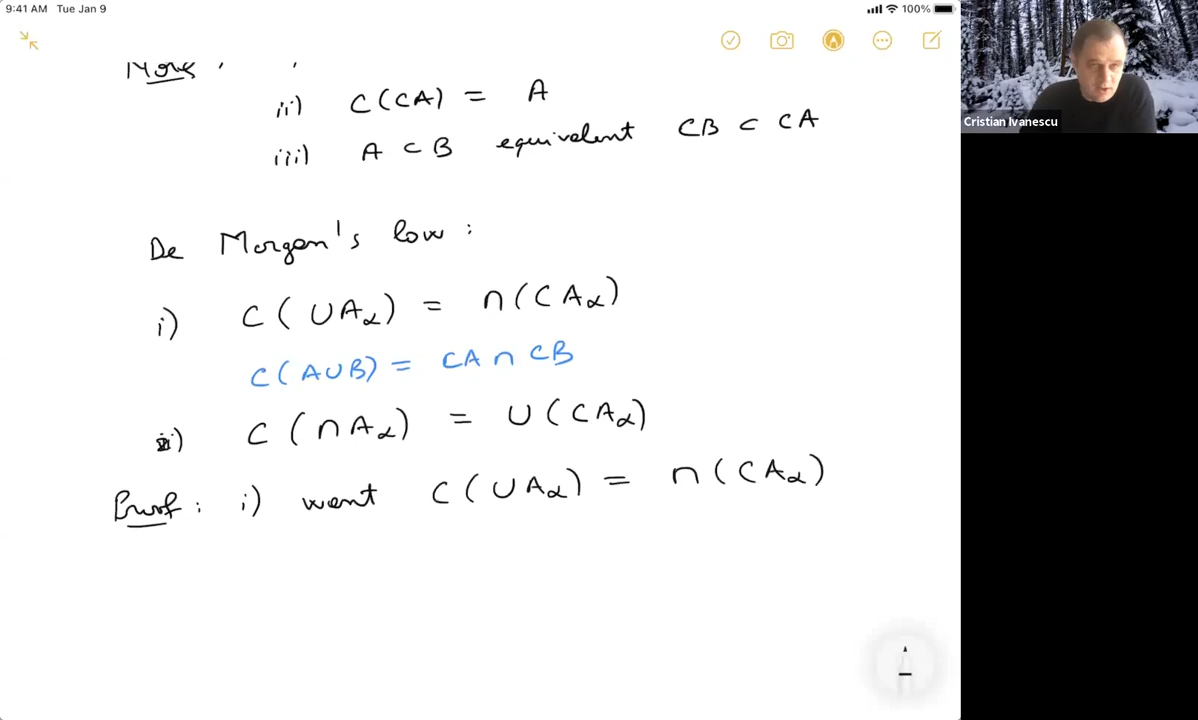 9:41 AM Tue Jan 9
100%
ii) C(CA) = A
iii) A ⊂ B equivalent CB ⊂ CA
Cristian Ivanescu
De Morgan's low :
i) C(∪Aα) = ∩(CAα)
C(A∪B) = CA ∩ CB
ii) C(∩Aα) = ∪(CAα)
Proof : i) want C(∪Aα) = ∩(CAα)